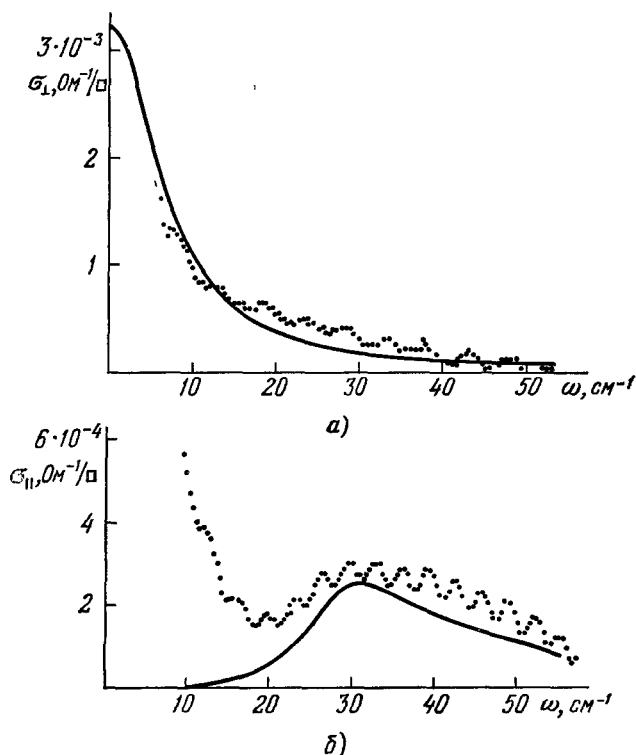 3·10⁻³
σ⊥, Ом⁻¹/□
2
1
10 20 30 40 50 ω, см⁻¹
а)
6·10⁻⁴
σ||, Ом⁻¹/□
4
2
10 20 30 40 50 ω, см⁻¹
б)